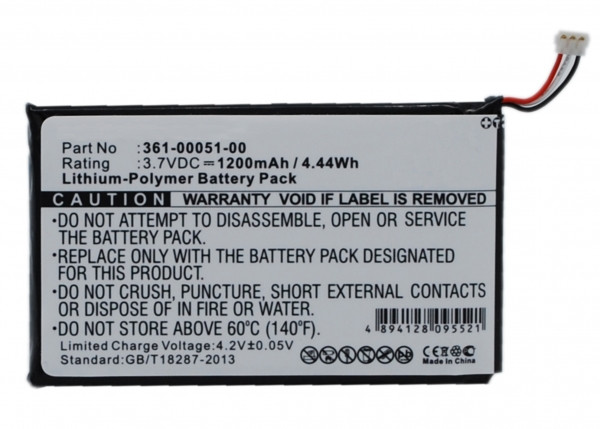 Part No :361-00051-00
Rating :3.7VDC⎓1200mAh / 4.44Wh
Lithium-Polymer Battery Pack
CAUTION WARRANTY VOID IF LABEL IS REMOVED
•DO NOT ATTEMPT TO DISASSEMBLE, OPEN OR SERVICE
THE BATTERY PACK.
•REPLACE ONLY WITH THE BATTERY PACK DESIGNATED
FOR THIS PRODUCT.
•DO NOT CRUSH, PUNCTURE, SHORT EXTERNAL CONTACTS
OR DISPOSE OF IN FIRE OR WATER.
•DO NOT STORE ABOVE 60°C (140°F).
Limited Charge Voltage:4.2V±0.05V
Standard:GB/T18287-2013
4 894128 095521
CE